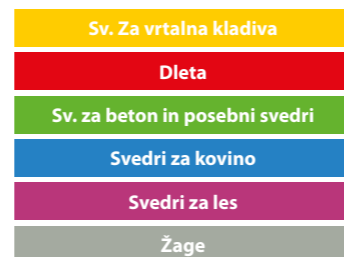 Sv. Za vrtalna kladiva
Dleta
Sv. za beton in posebni svedri
Svedri za kovino
Svedri za les
Žage